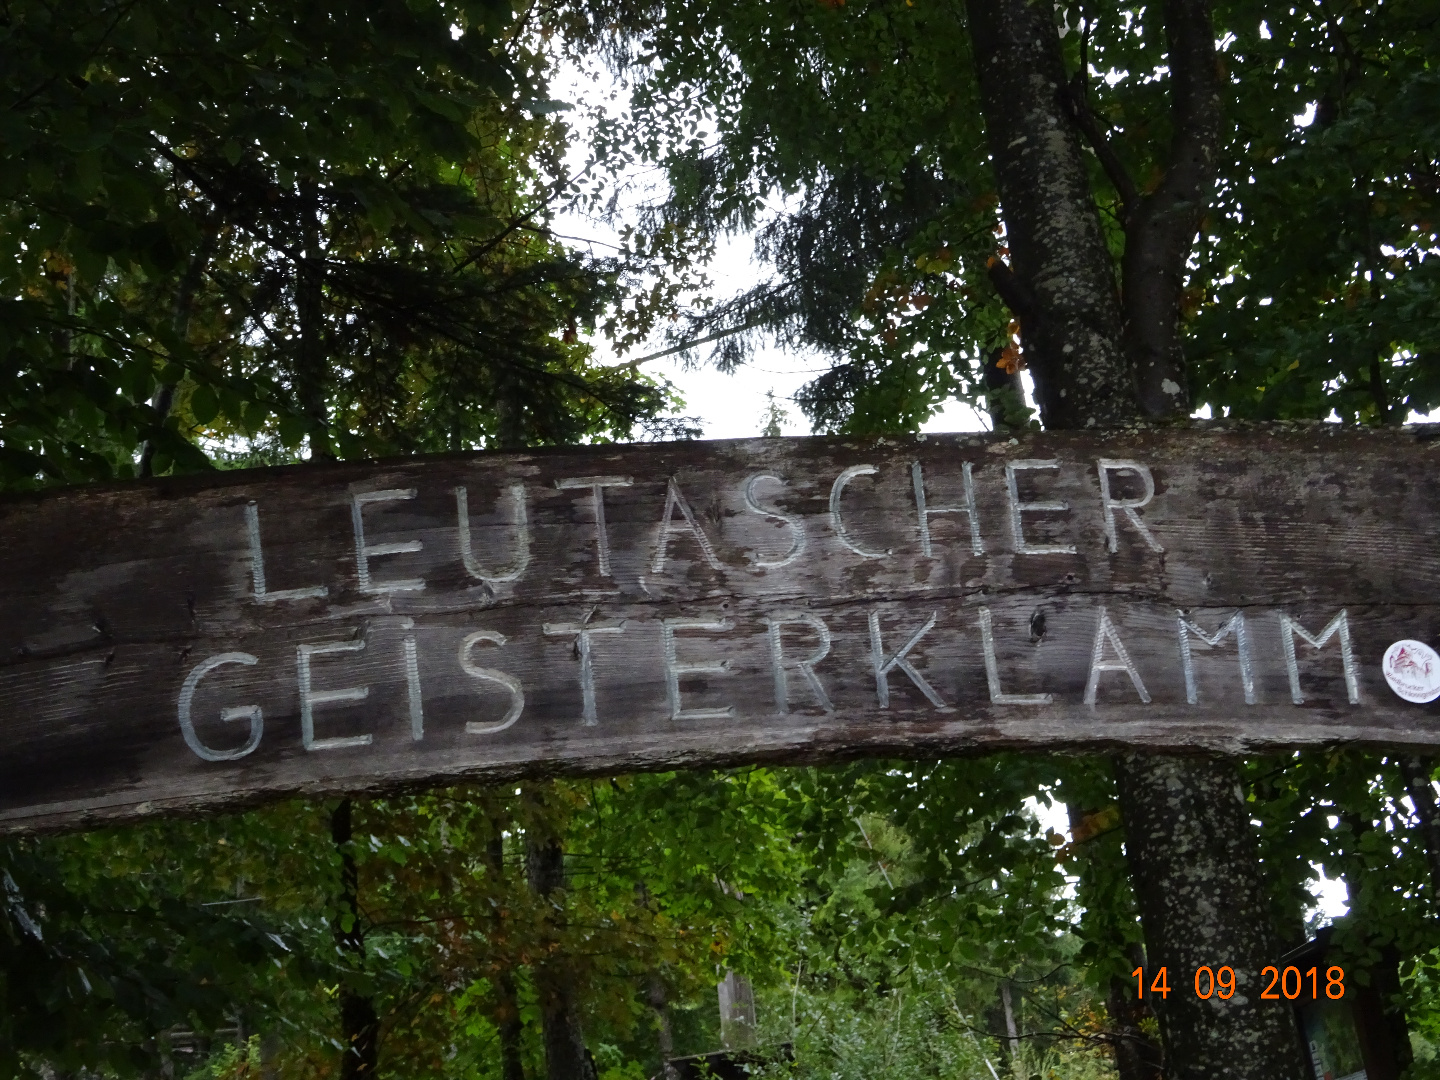 LEUTASCHER
GEISTERKLAMM
14 09 2018